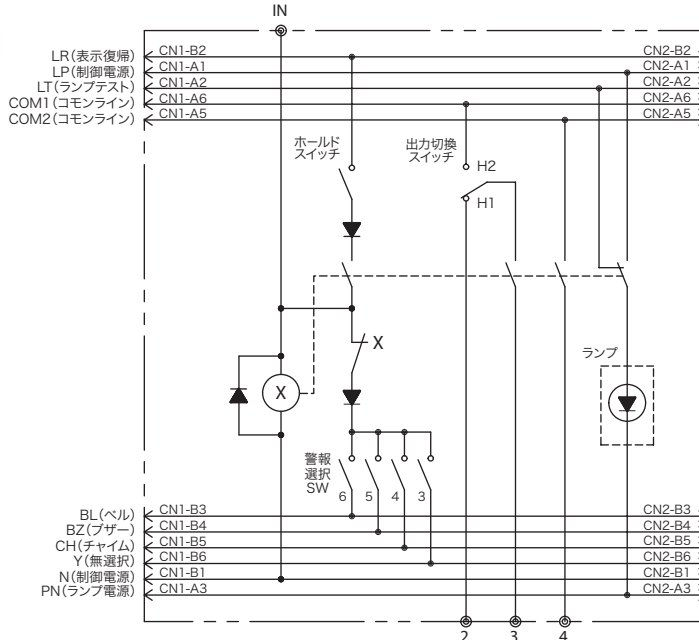 IN
LR(表示復帰) CN1-B2 CN2-B2
LP(制御電源) CN1-A1 CN2-A1
LT(ランプテスト) CN1-A2 CN2-A2
COM1(コモンライン) CN1-A6 CN2-A6
COM2(コモンライン) CN1-A5 CN2-A5
ホールド
スイッチ
出力切換
スイッチ
H2
H1
X
X
ランプ
警報
選択
SW
6 5 4 3
BL(ベル) CN1-B3 CN2-B3
BZ(ブザー) CN1-B4 CN2-B4
CH(チャイム) CN1-B5 CN2-B5
Y(無選択) CN1-B6 CN2-B6
N(制御電源) CN1-B1 CN2-B1
PN(ランプ電源) CN1-A3 CN2-A3
2 3 4